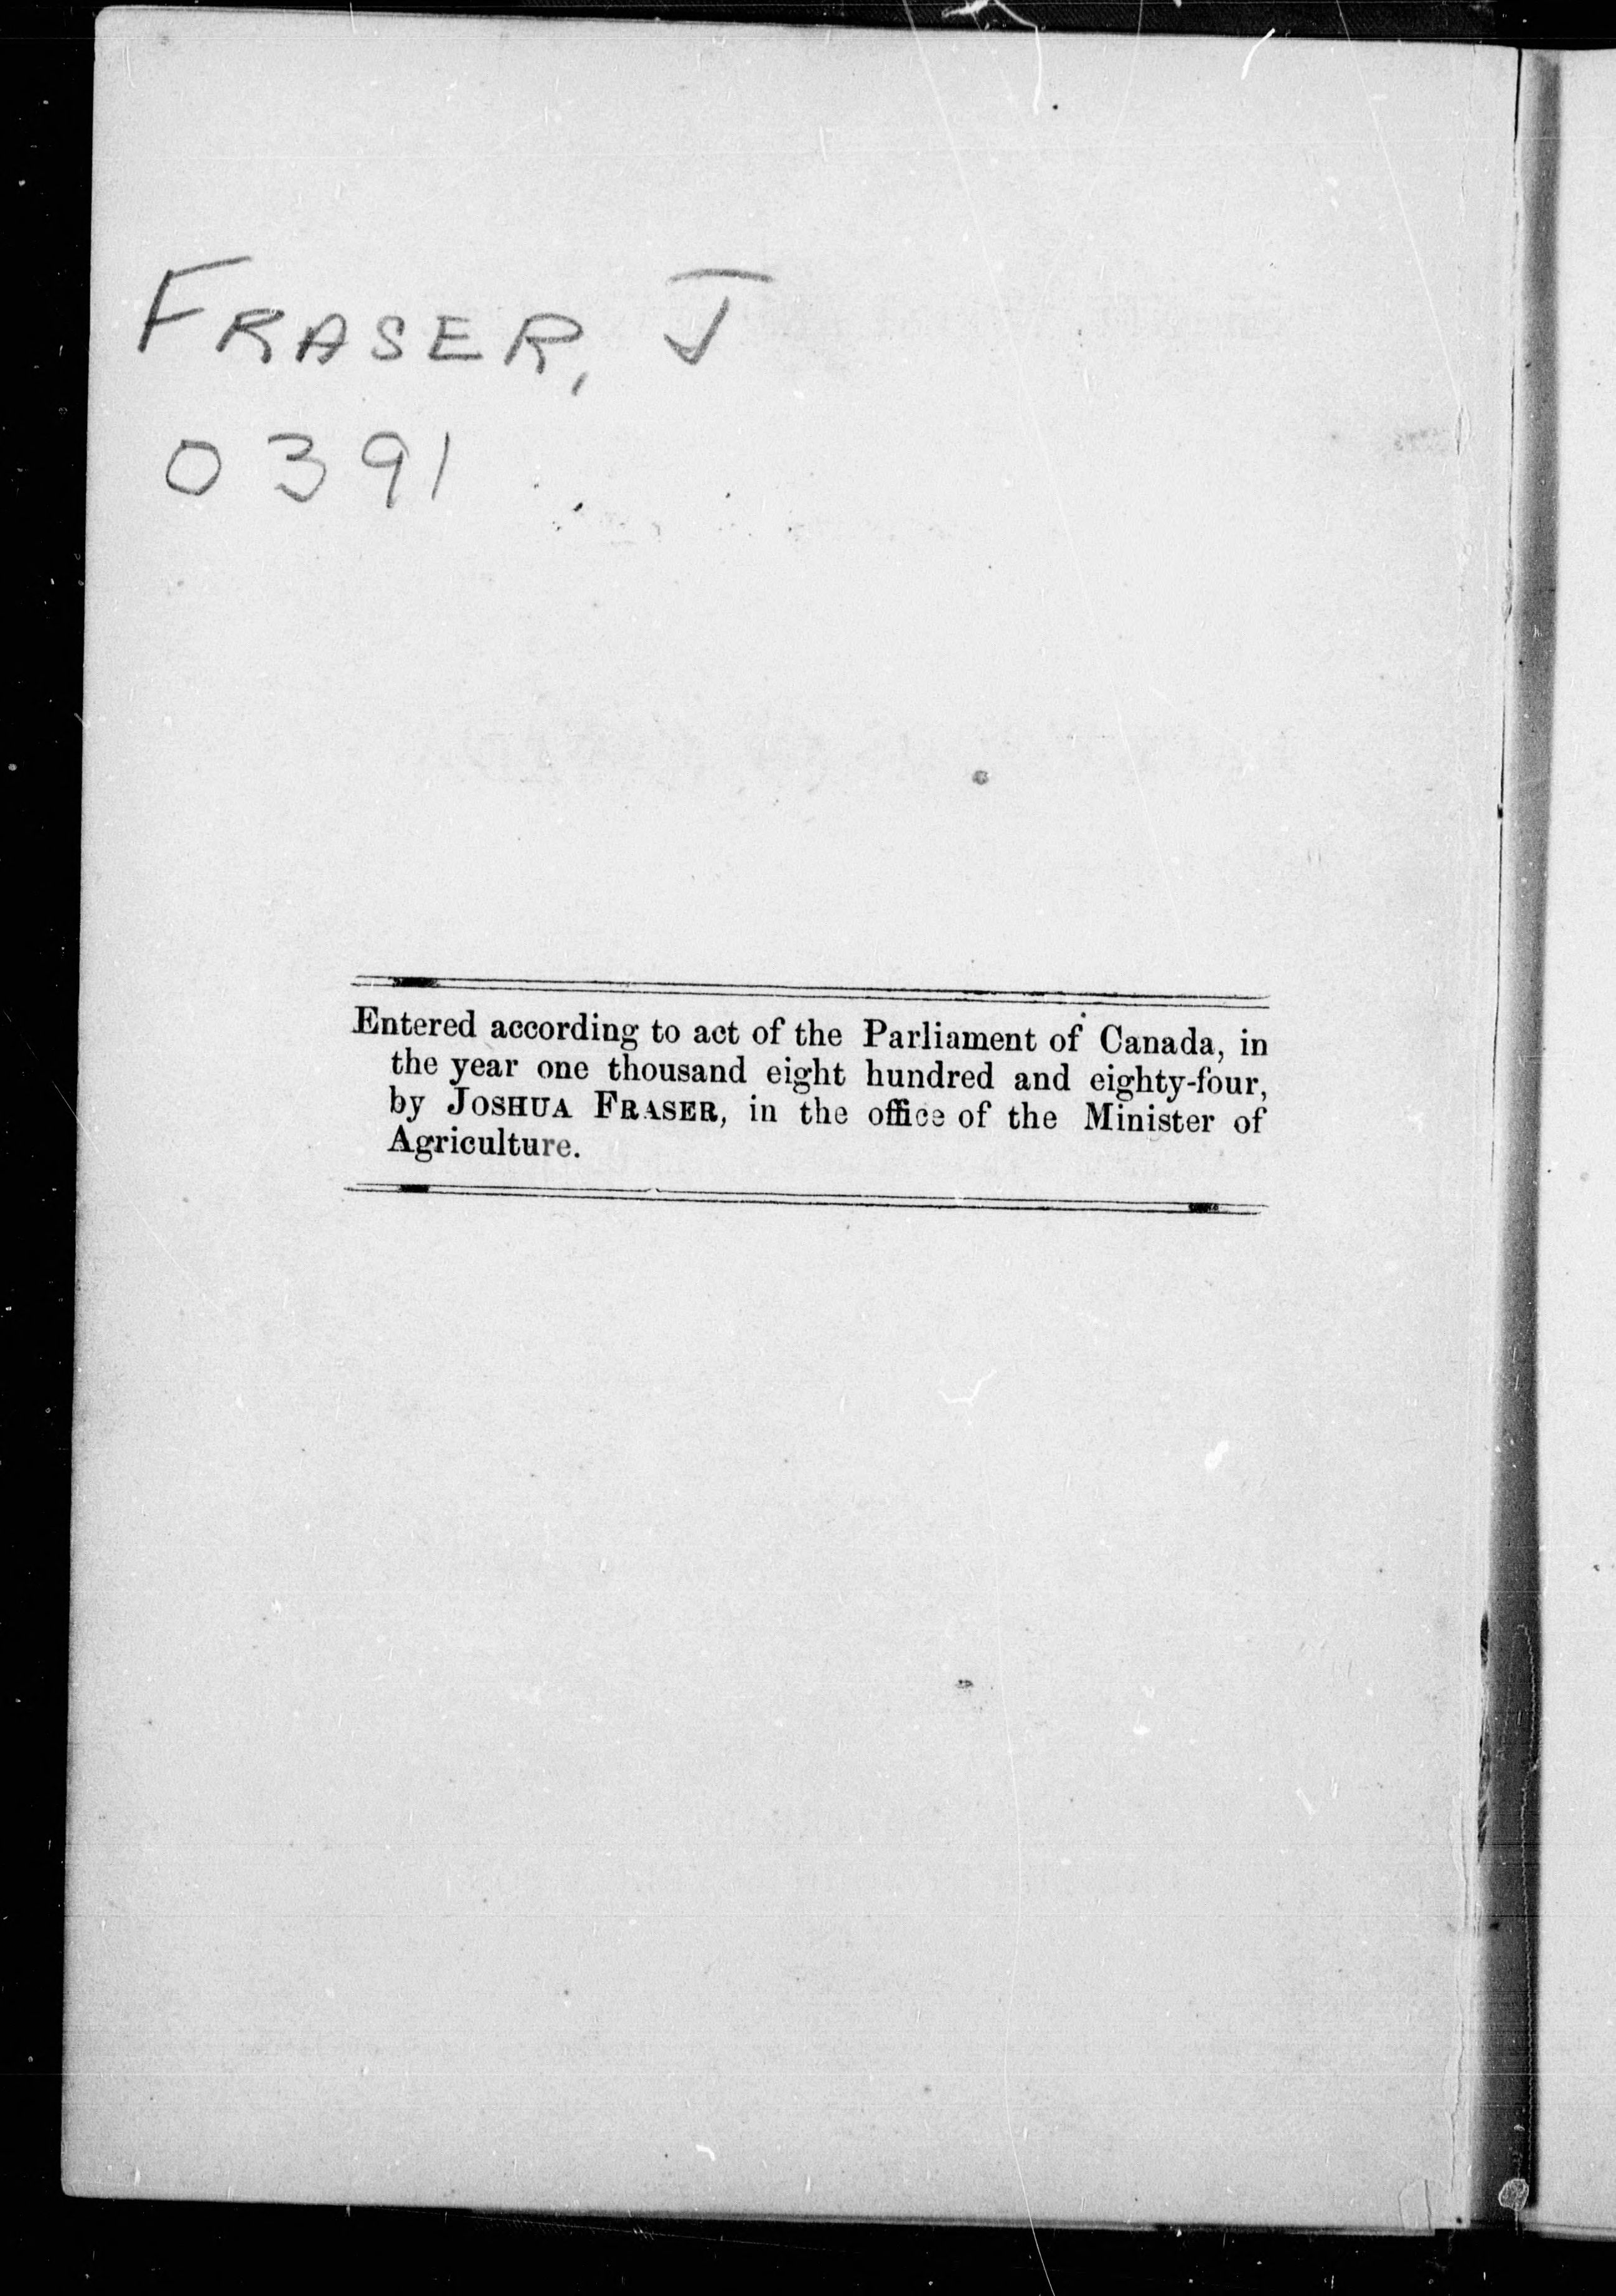 FRASER, J
0391
Entered according to act of the Parliament of Canada, in
the year one thousand eight hundred and eighty-four,
by JOSHUA FRASER, in the office of the Minister of
Agriculture.